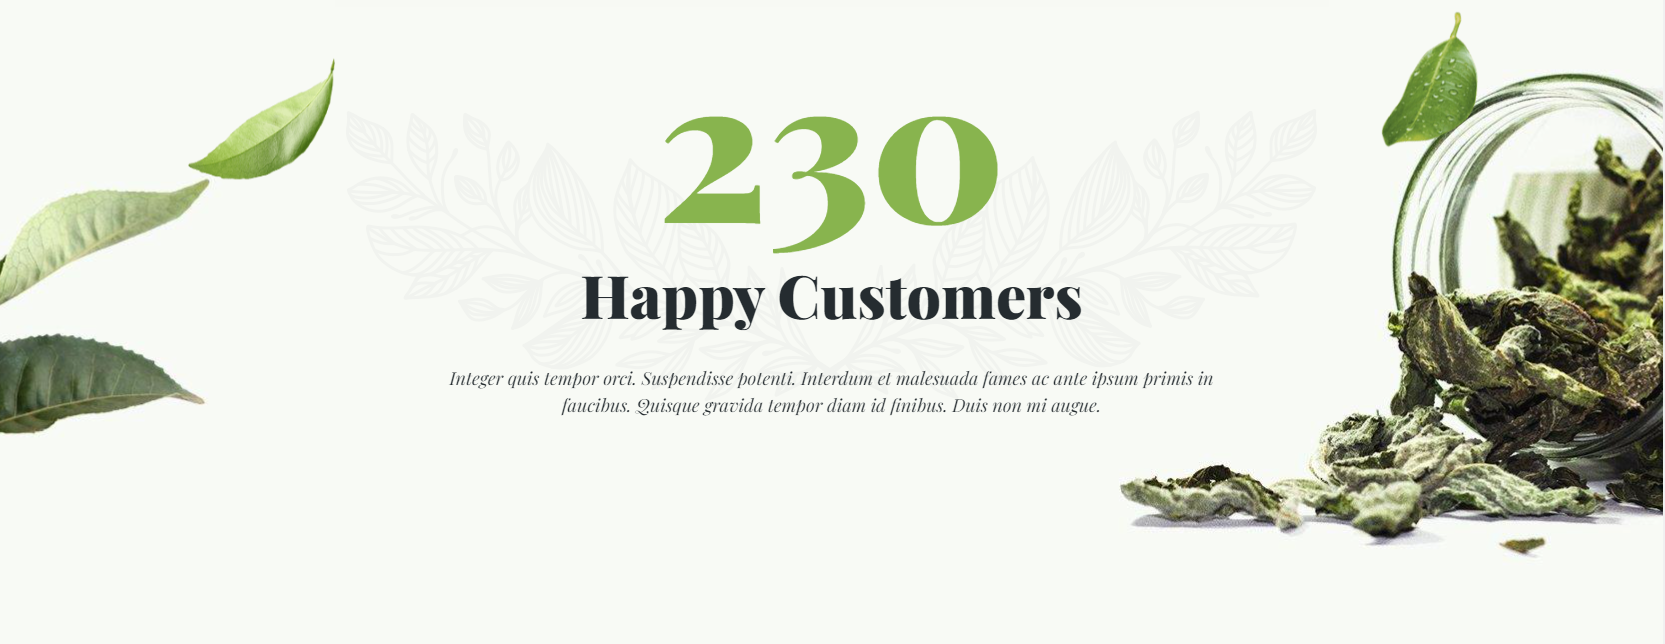 230
Happy Customers
Integer quis tempor orci. Suspendisse potenti. Interdum et malesuada fames ac ante ipsum primis in
faucibus. Quisque gravida tempor diam id finibus. Duis non mi augue.